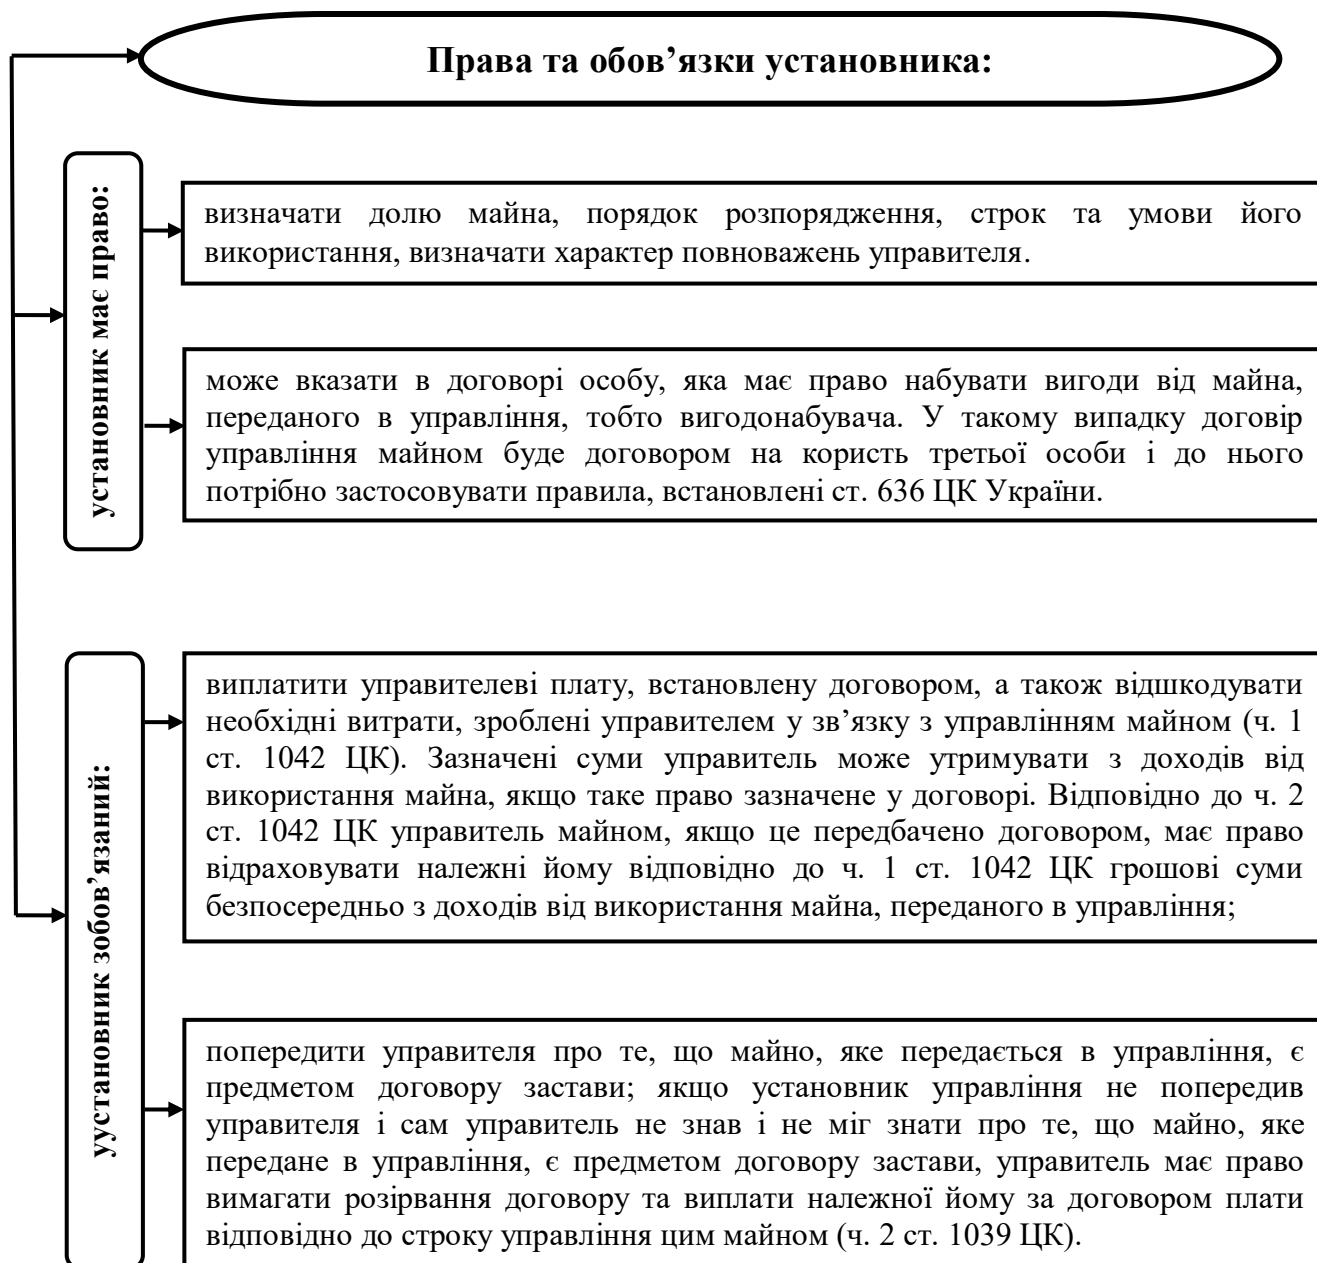 Права та обов’язки установника:
установник має право:
визначати долю майна, порядок розпорядження, строк та умови його
використання, визначати характер повноважень управителя.
може вказати в договорі особу, яка має право набувати вигоди від майна,
переданого в управління, тобто вигодонабувача. У такому випадку договір
управління майном буде договором на користь третьої особи і до нього
потрібно застосовувати правила, встановлені ст. 636 ЦК України.
уустановник зобов’язаний:
виплатити управителеві плату, встановлену договором, а також відшкодувати
необхідні витрати, зроблені управителем у зв’язку з управлінням майном (ч. 1
ст. 1042 ЦК). Зазначені суми управитель може утримувати з доходів від
використання майна, якщо таке право зазначене у договорі. Відповідно до ч. 2
ст. 1042 ЦК управитель майном, якщо це передбачено договором, має право
відраховувати належні йому відповідно до ч. 1 ст. 1042 ЦК грошові суми
безпосередньо з доходів від використання майна, переданого в управління;
попередити управителя про те, що майно, яке передається в управління, є
предметом договору застави; якщо установник управління не попередив
управителя і сам управитель не знав і не міг знати про те, що майно, яке
передане в управління, є предметом договору застави, управитель має право
вимагати розірвання договору та виплати належної йому за договором плати
відповідно до строку управління цим майном (ч. 2 ст. 1039 ЦК).